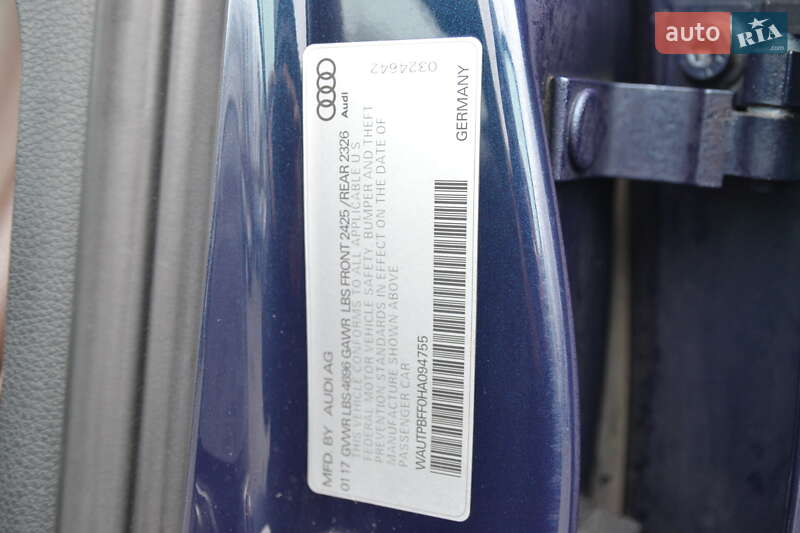 auto RIA.com
Audi
0324642
MFD. BY AUDI AG
01 17 GVWR LBS 4696 GAWR LBS FRONT 2425 / REAR 2326
THIS VEHICLE CONFORMS TO ALL APPLICABLE U S
FEDERAL MOTOR VEHICLE SAFETY, BUMPER AND THEFT
PREVENTION STANDARDS IN EFFECT ON THE DATE OF
MANUFACTURE SHOWN ABOVE
PASSENGER CAR
GERMANY
WAUTPBFF0HA094755